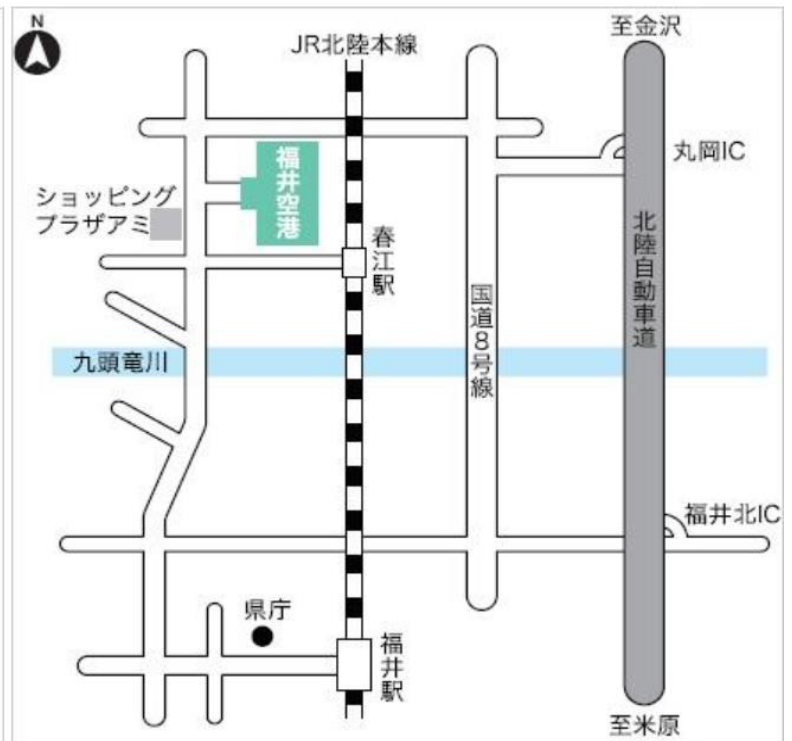 N
JR北陸本線
至金沢
福井空港
丸岡IC
ショッピング
プラザアミ
春江駅
北陸自動車道
国道8号線
九頭竜川
福井北IC
県庁
福井駅
至米原